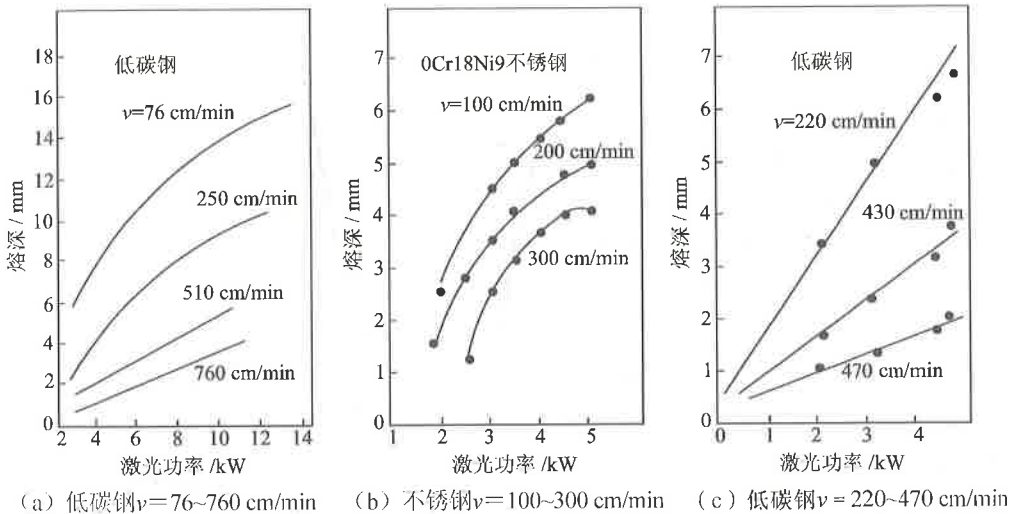 熔深 / mm
18
16
14
12
10
8
6
4
2
0
低碳钢
v=76 cm/min
250 cm/min
510 cm/min
760 cm/min
2 4 6 8 10 12 14
激光功率 /kW
(a) 低碳钢v=76~760 cm/min
熔深 / mm
7
6
5
4
3
2
1
0
0Cr18Ni9不锈钢
v=100 cm/min
200 cm/min
300 cm/min
1 2 3 4 5
激光功率 /kW
(b) 不锈钢v=100~300 cm/min
熔深 / mm
7
6
5
4
3
2
1
0
低碳钢
v=220 cm/min
430 cm/min
470 cm/min
0 1 2 3 4
激光功率 /kW
(c) 低碳钢v = 220~470 cm/min